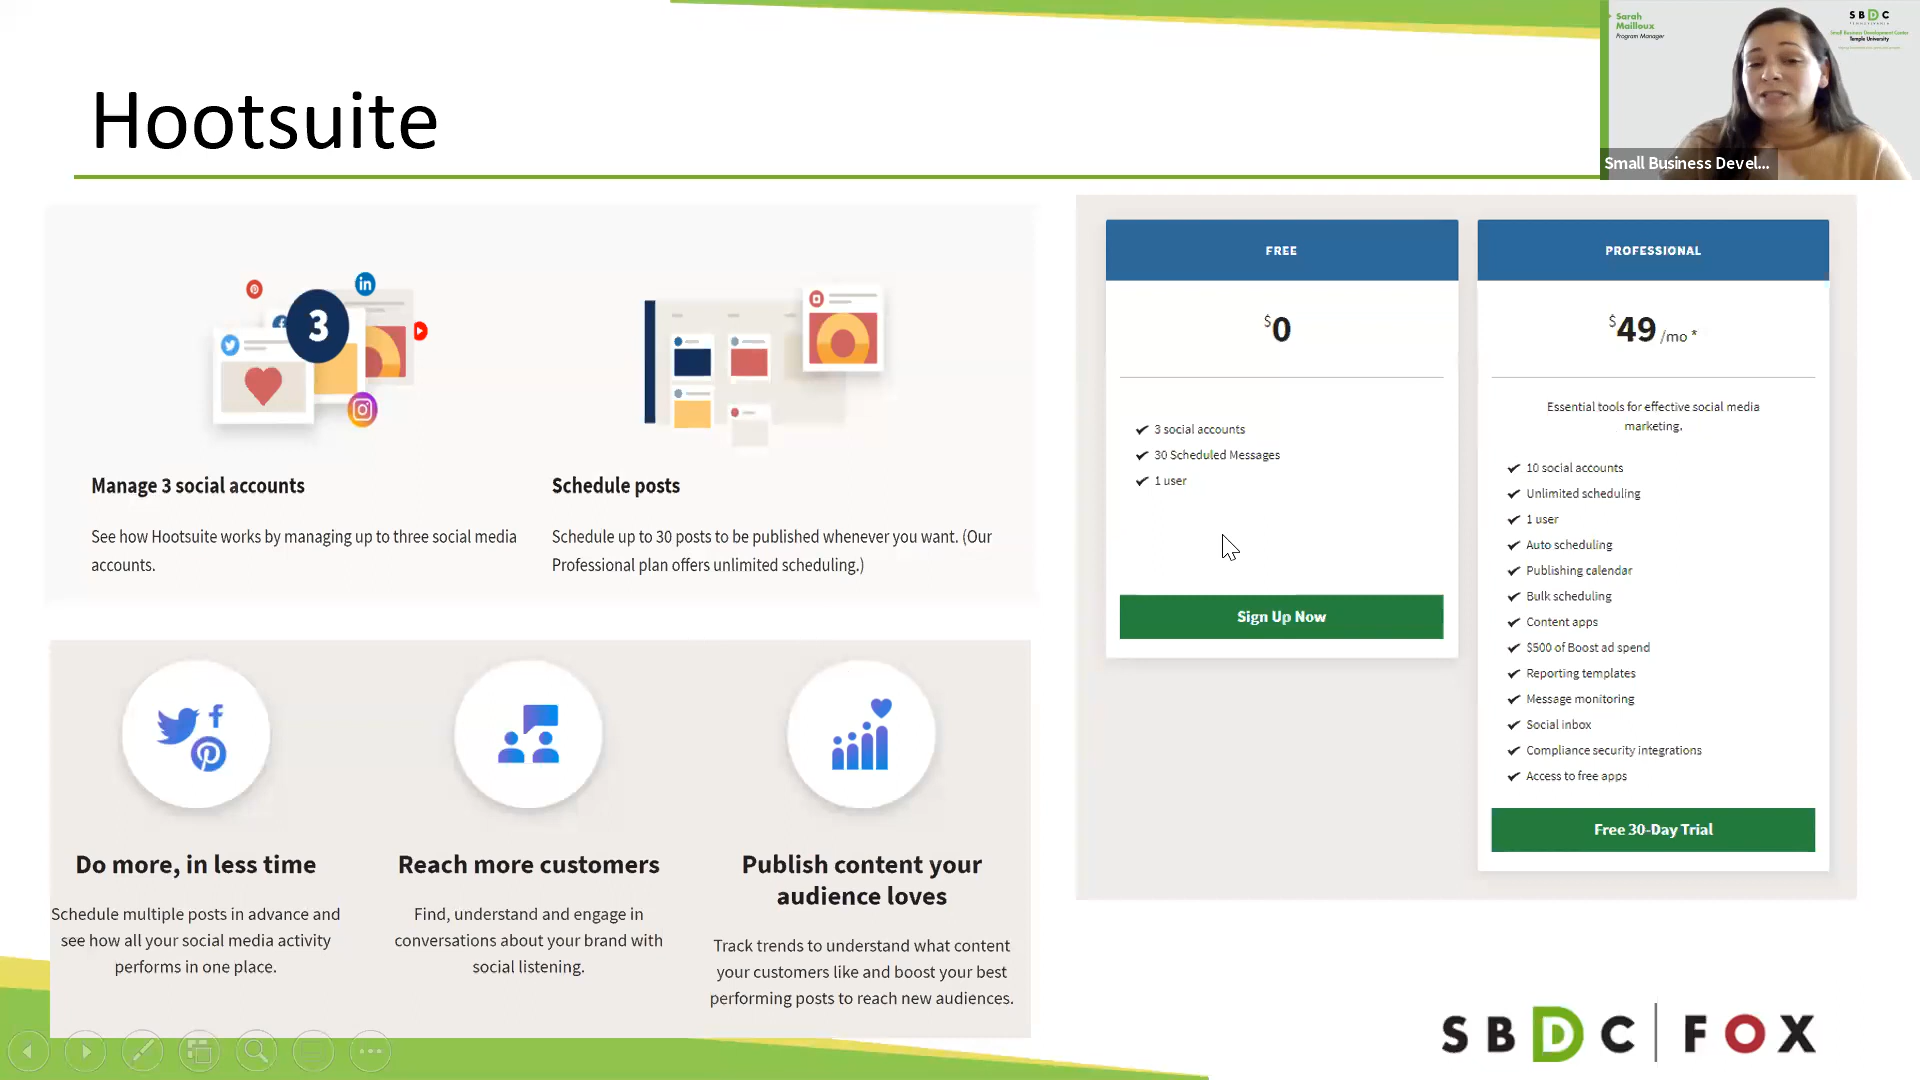 Hootsuite
Sarah
Mailloux
Program Manager
SBDC
Small Business Development Center
Temple University
Small Business Devel...
3
Manage 3 social accounts
See how Hootsuite works by managing up to three social media
accounts.
Schedule posts
Schedule up to 30 posts to be published whenever you want. (Our
Professional plan offers unlimited scheduling.)
Do more, in less time
Schedule multiple posts in advance and
see how all your social media activity
performs in one place.
Reach more customers
Find, understand and engage in
conversations about your brand with
social listening.
Publish content your
audience loves
Track trends to understand what content
your customers like and boost your best
performing posts to reach new audiences.
FREE
$0
3 social accounts
30 Scheduled Messages
1 user
Sign Up Now
PROFESSIONAL
$49 /mo *
Essential tools for effective social media
marketing.
10 social accounts
Unlimited scheduling
1 user
Auto scheduling
Publishing calendar
Bulk scheduling
Content apps
$500 of Boost ad spend
Reporting templates
Message monitoring
Social inbox
Compliance security integrations
Access to free apps
Free 30-Day Trial
SBDC | FOX